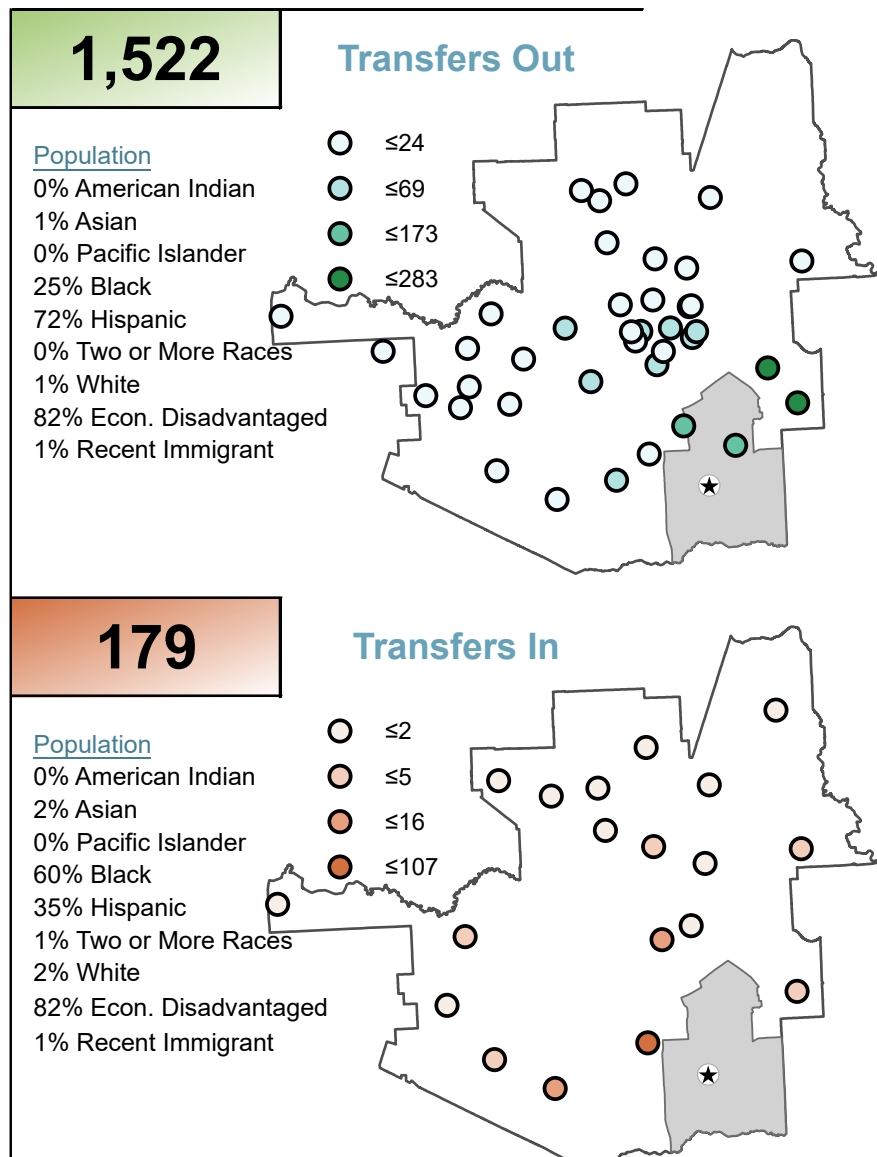 1,522
Transfers Out
Population
0% American Indian
1% Asian
0% Pacific Islander
25% Black
72% Hispanic
0% Two or More Races
1% White
82% Econ. Disadvantaged
1% Recent Immigrant
≤24
≤69
≤173
≤283
179
Transfers In
Population
0% American Indian
2% Asian
0% Pacific Islander
60% Black
35% Hispanic
1% Two or More Races
2% White
82% Econ. Disadvantaged
1% Recent Immigrant
≤2
≤5
≤16
≤107